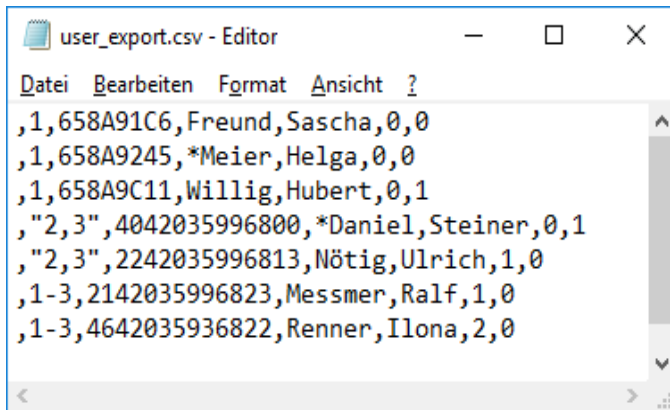 user_export.csv - Editor
Datei Bearbeiten Format Ansicht ?
,1,658A91C6,Freund,Sascha,0,0
,1,658A9245,*Meier,Helga,0,0
,1,658A9C11,Willig,Hubert,0,1
,"2,3",4042035996800,*Daniel,Steiner,0,1
,"2,3",2242035996813,Nötig,Ulrich,1,0
,1-3,2142035996823,Messmer,Ralf,1,0
,1-3,4642035936822,Renner,Ilona,2,0